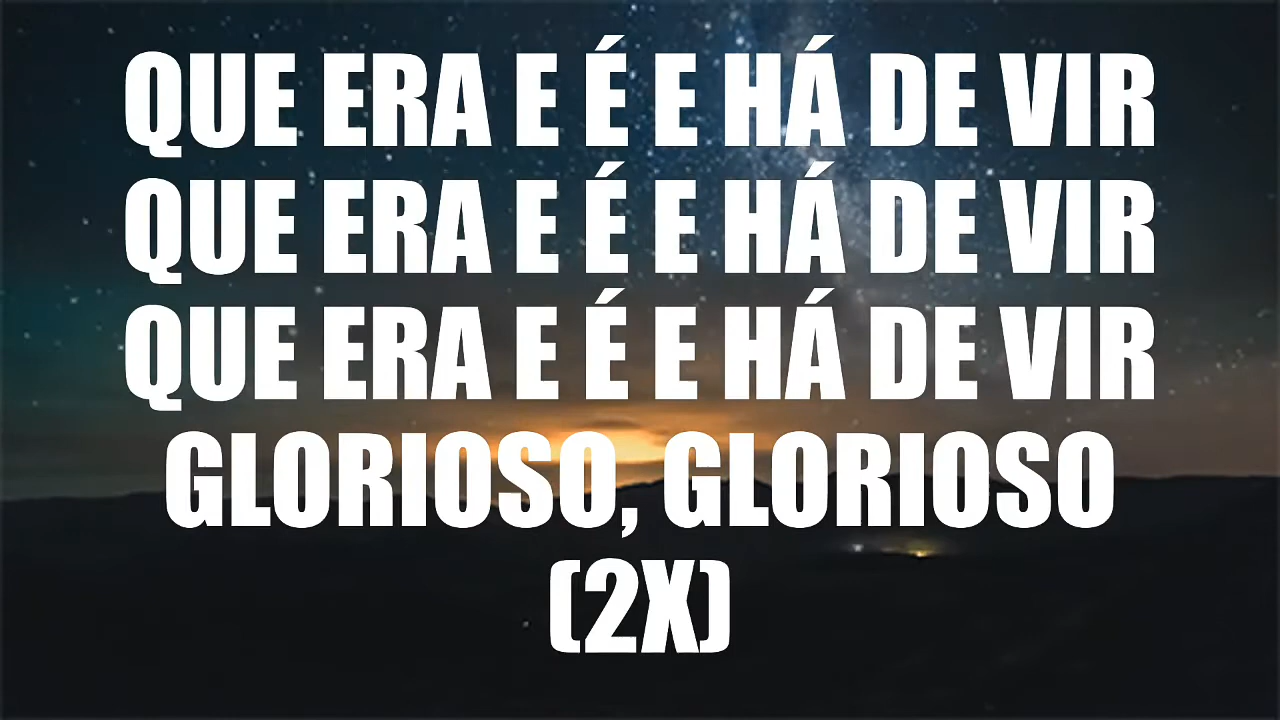 QUE ERA E É E HÁ DE VIR
QUE ERA E É E HÁ DE VIR
QUE ERA E É E HÁ DE VIR
GLORIOSO, GLORIOSO
(2X)